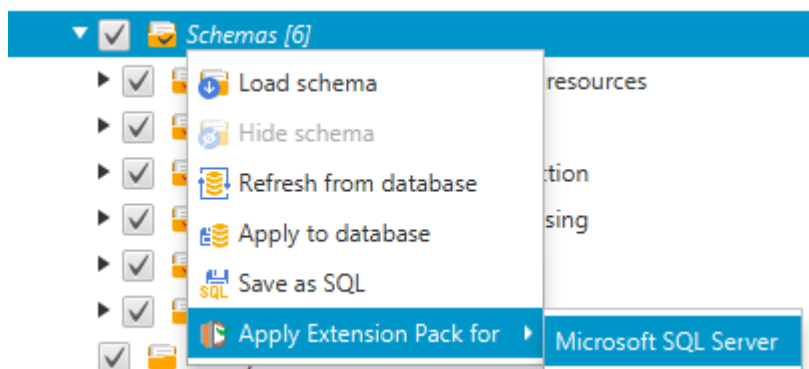 Schemas [6]
Load schema
resources
Hide schema
Refresh from database
ction
Apply to database
sing
SQL Save as SQL
Apply Extension Pack for
Microsoft SQL Server